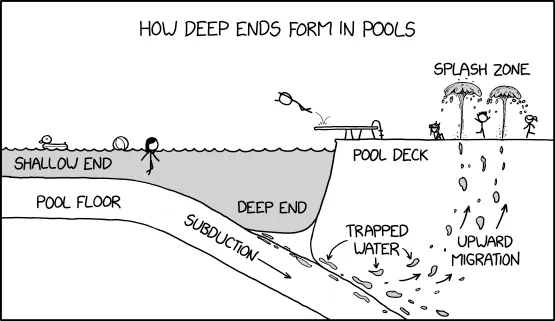 HOW DEEP ENDS FORM IN POOLS
SPLASH ZONE
SHALLOW END
POOL DECK
POOL FLOOR
DEEP END
SUBDUCTION
TRAPPED
WATER
UPWARD
MIGRATION